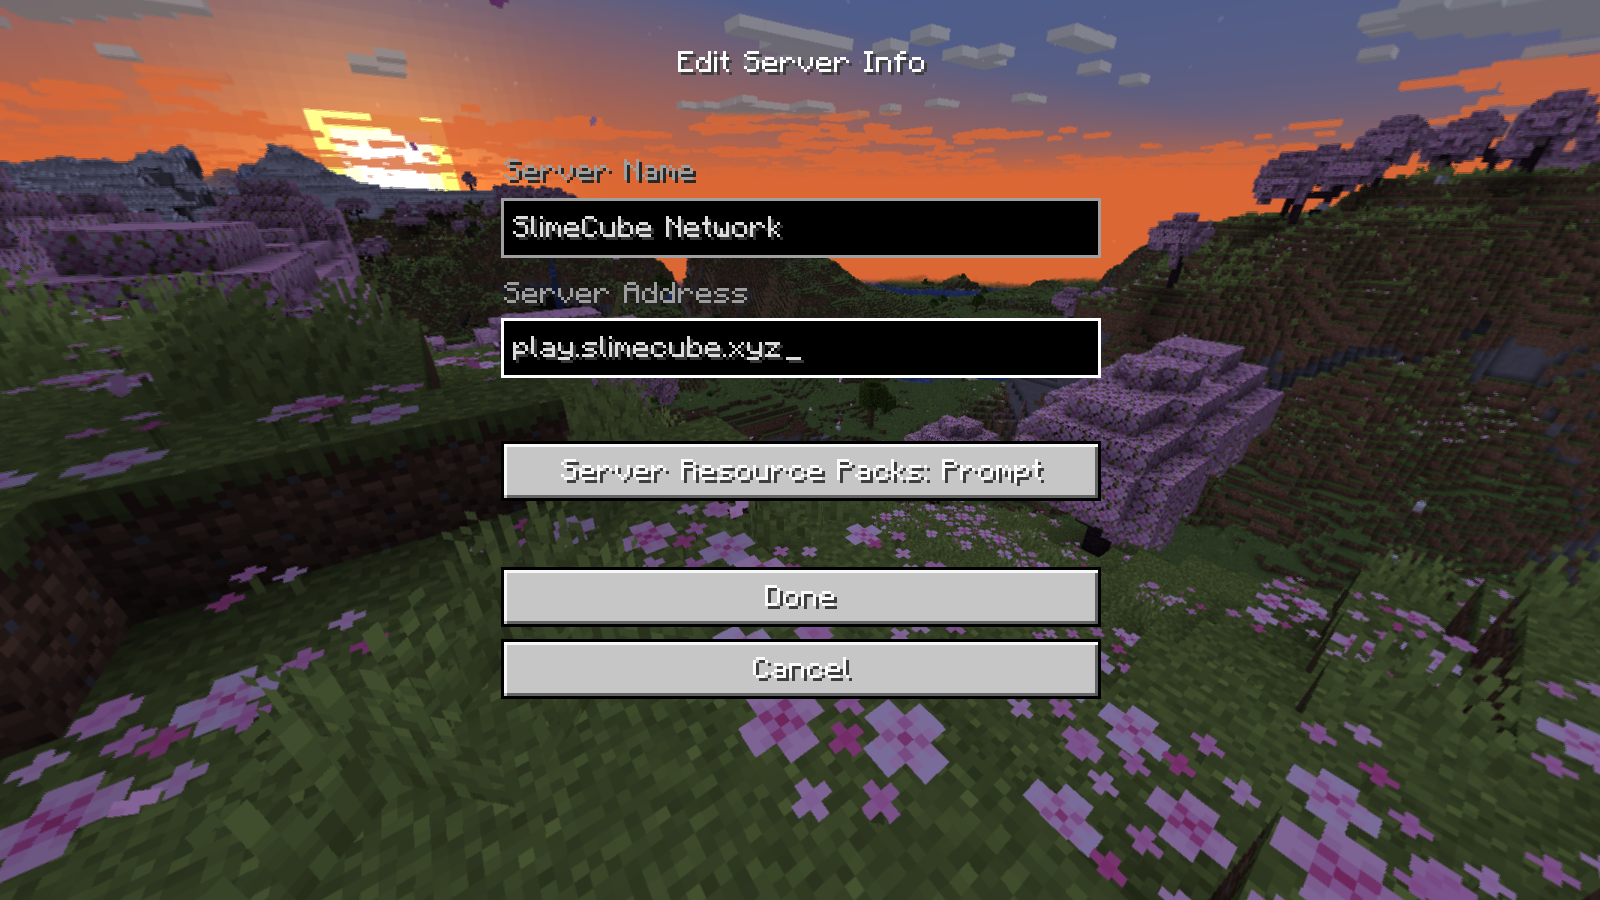 Edit Server Info
Server Name
SlimeCube Network
Server Address
play.slimecube.xyz_
Server Resource Packs: Prompt
Done
Cancel